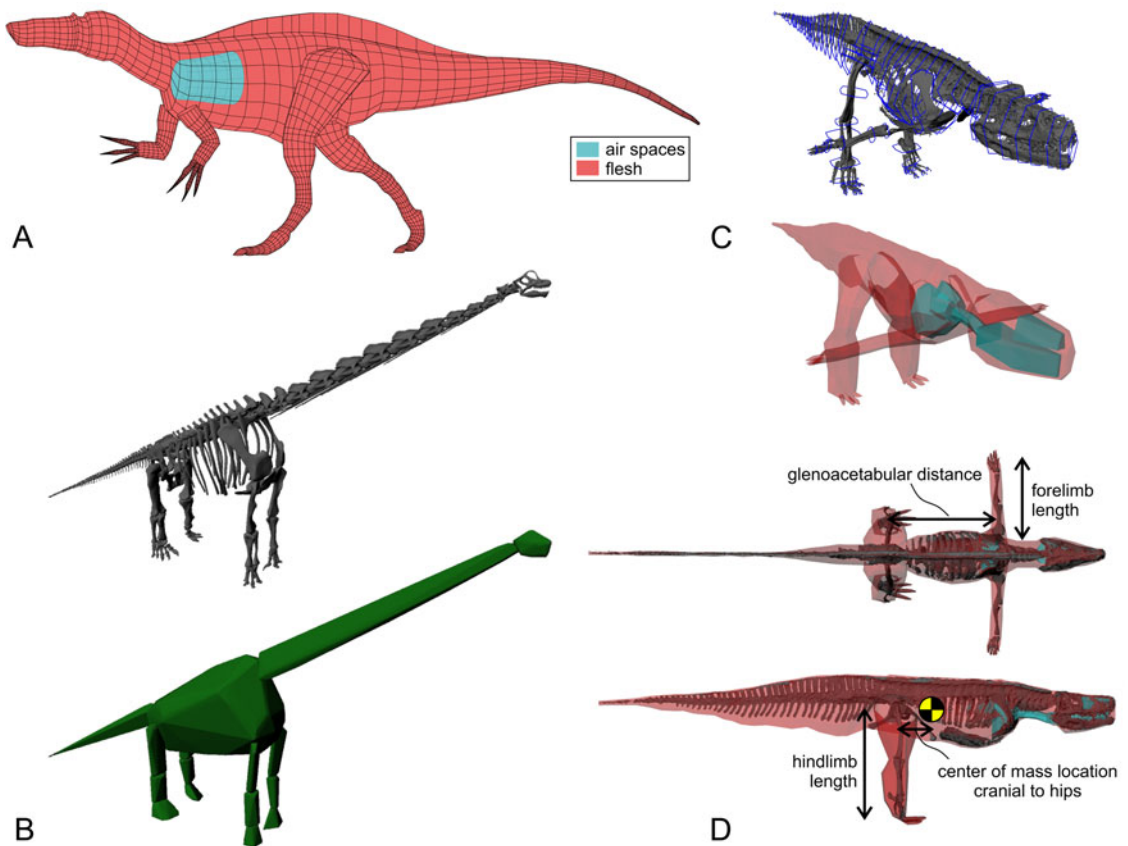 air spaces
flesh
A
C
B
glenoacetabular distance
forelimb
length
hindlimb
length
center of mass location
cranial to hips
D